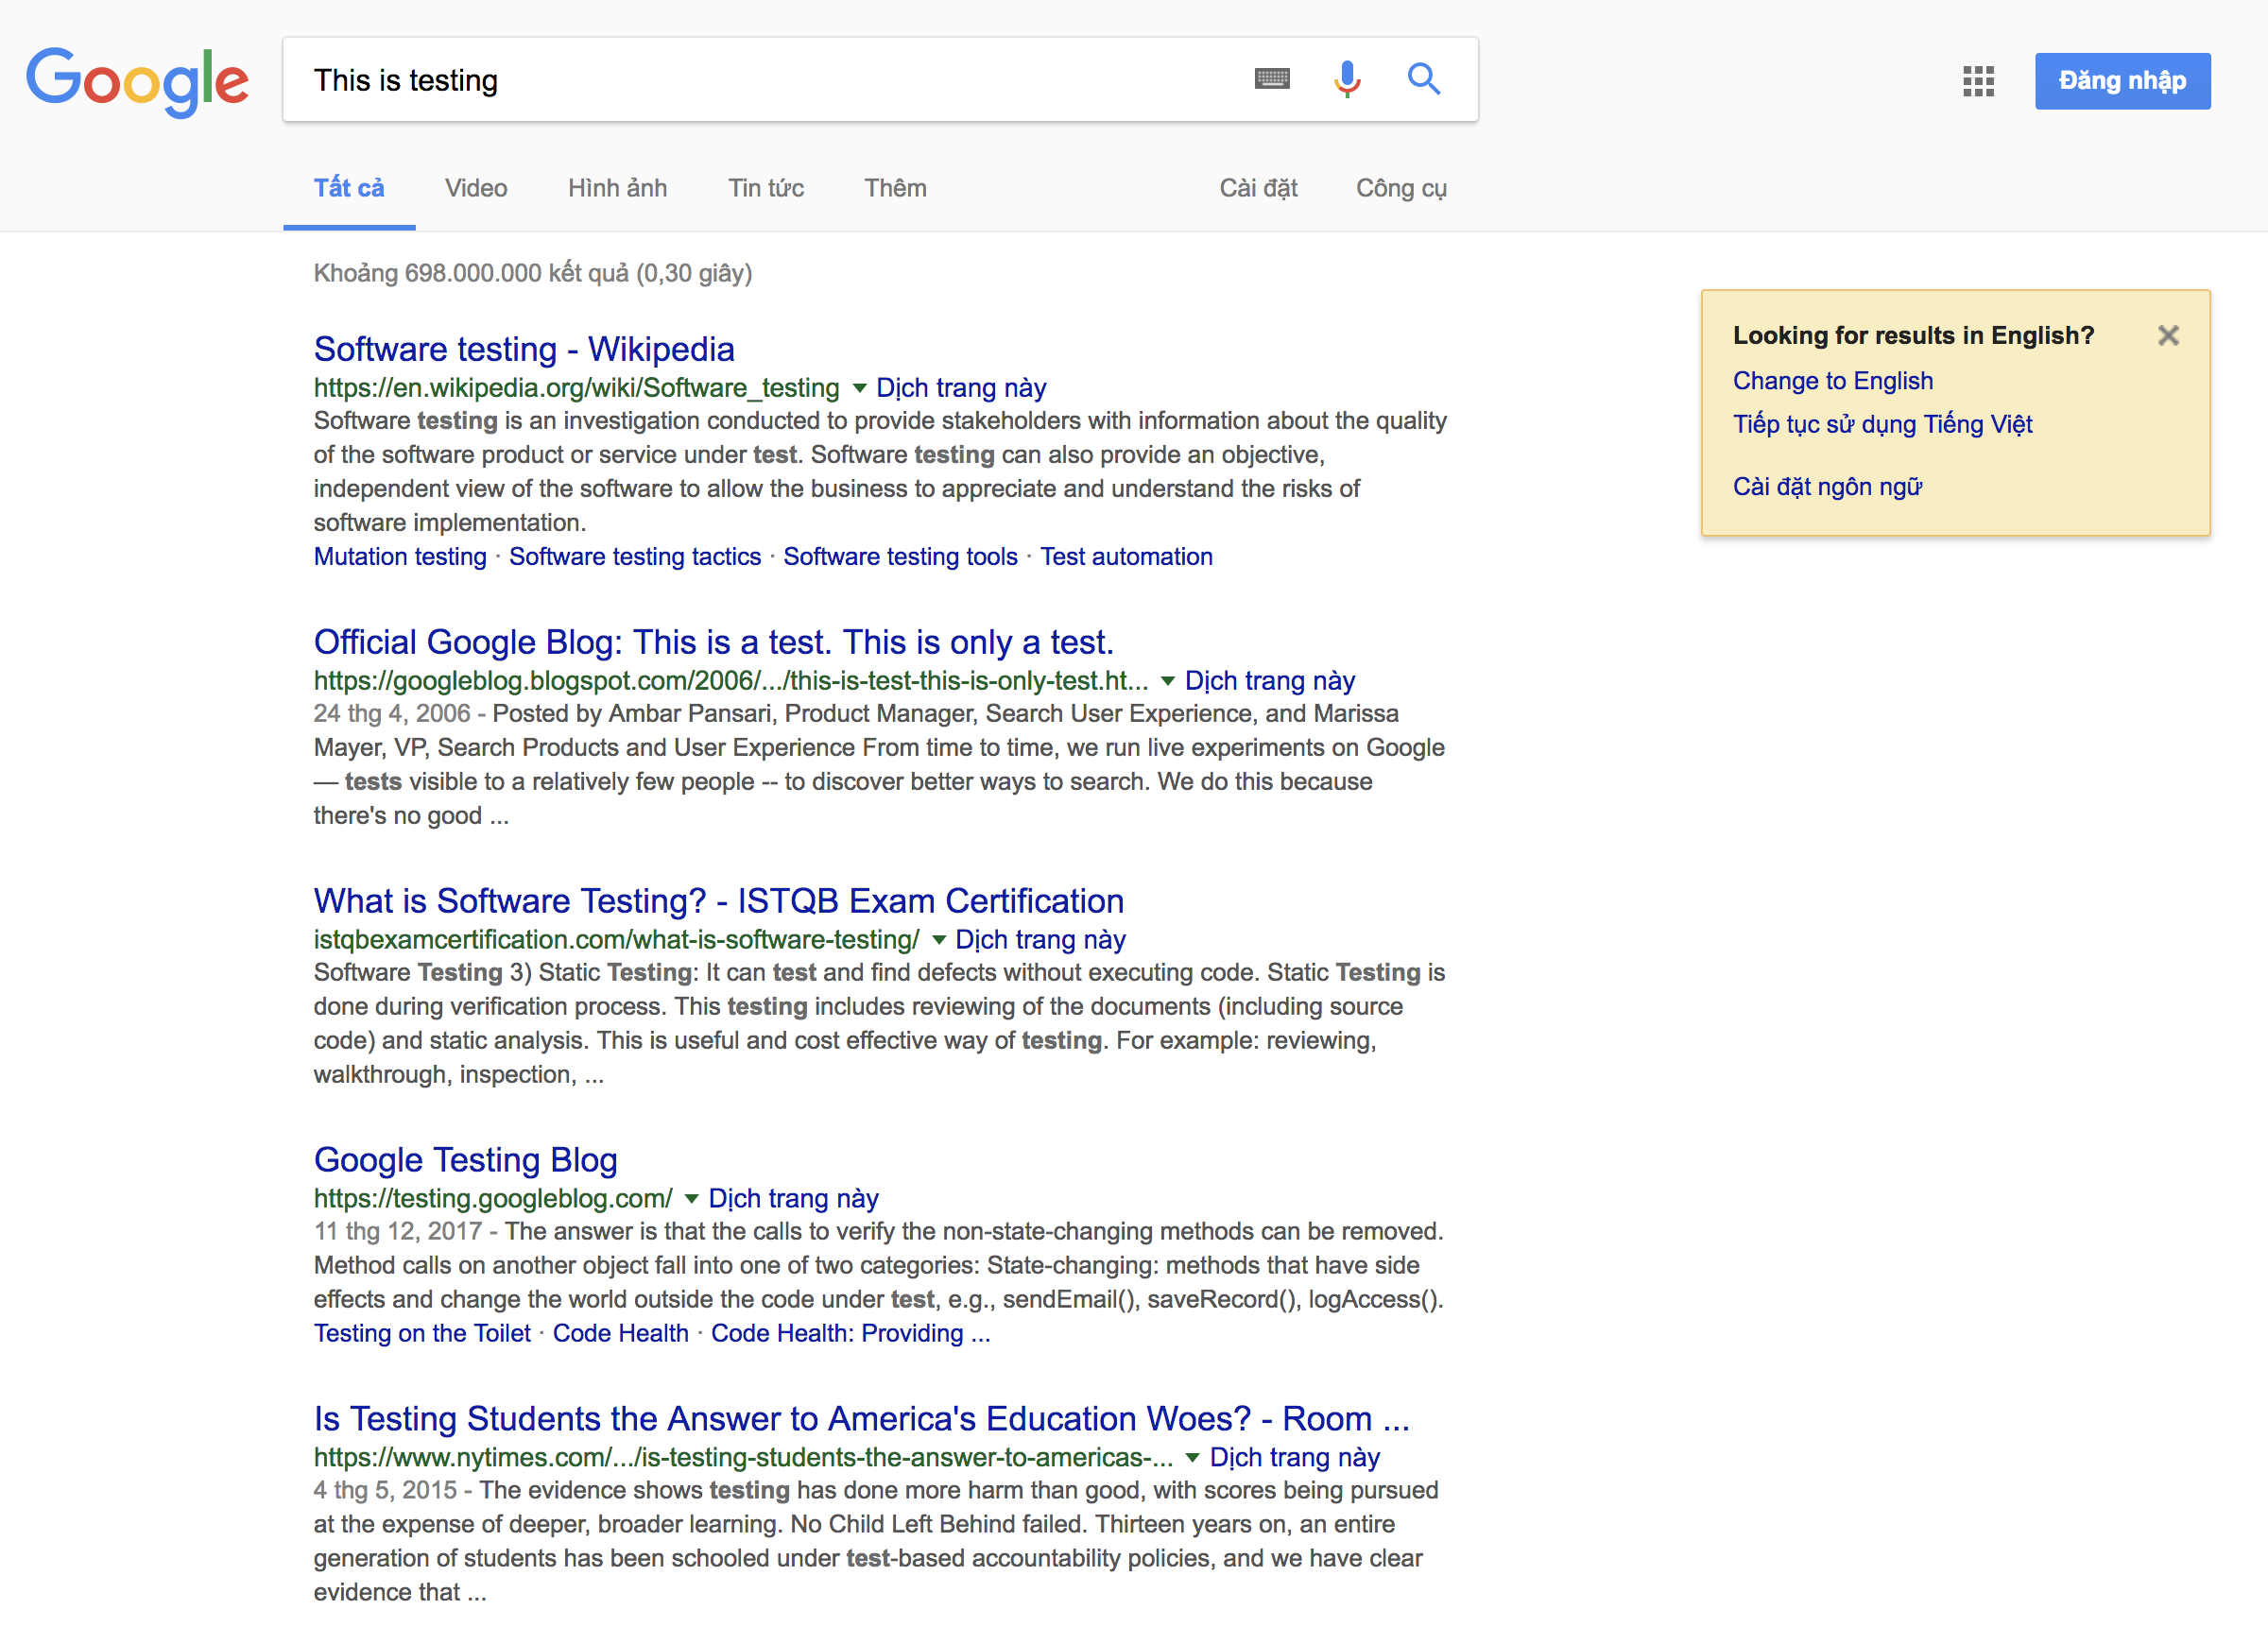 Google
This is testing
Đăng nhập
Tất cả Video Hình ảnh Tin tức Thêm Cài đặt Công cụ
Khoảng 698.000.000 kết quả (0,30 giây)
Software testing - Wikipedia
https://en.wikipedia.org/wiki/Software_testing Dịch trang này
Software testing is an investigation conducted to provide stakeholders with information about the quality
of the software product or service under test. Software testing can also provide an objective,
independent view of the software to allow the business to appreciate and understand the risks of
software implementation.
Mutation testing · Software testing tactics · Software testing tools · Test automation
Official Google Blog: This is a test. This is only a test.
https://googleblog.blogspot.com/2006/.../this-is-test-this-is-only-test.ht... Dịch trang này
24 thg 4, 2006 - Posted by Ambar Pansari, Product Manager, Search User Experience, and Marissa
Mayer, VP, Search Products and User Experience From time to time, we run live experiments on Google
— tests visible to a relatively few people -- to discover better ways to search. We do this because
there's no good ...
What is Software Testing? - ISTQB Exam Certification
istqbexamcertification.com/what-is-software-testing/ Dịch trang này
Software Testing 3) Static Testing: It can test and find defects without executing code. Static Testing is
done during verification process. This testing includes reviewing of the documents (including source
code) and static analysis. This is useful and cost effective way of testing. For example: reviewing,
walkthrough, inspection, ...
Google Testing Blog
https://testing.googleblog.com/ Dịch trang này
11 thg 12, 2017 - The answer is that the calls to verify the non-state-changing methods can be removed.
Method calls on another object fall into one of two categories: State-changing: methods that have side
effects and change the world outside the code under test, e.g., sendEmail(), saveRecord(), logAccess().
Testing on the Toilet · Code Health · Code Health: Providing ...
Is Testing Students the Answer to America's Education Woes? - Room ...
https://www.nytimes.com/.../is-testing-students-the-answer-to-americas-... Dịch trang này
4 thg 5, 2015 - The evidence shows testing has done more harm than good, with scores being pursued
at the expense of deeper, broader learning. No Child Left Behind failed. Thirteen years on, an entire
generation of students has been schooled under test-based accountability policies, and we have clear
evidence that ...
Looking for results in English?
Change to English
Tiếp tục sử dụng Tiếng Việt
Cài đặt ngôn ngữ